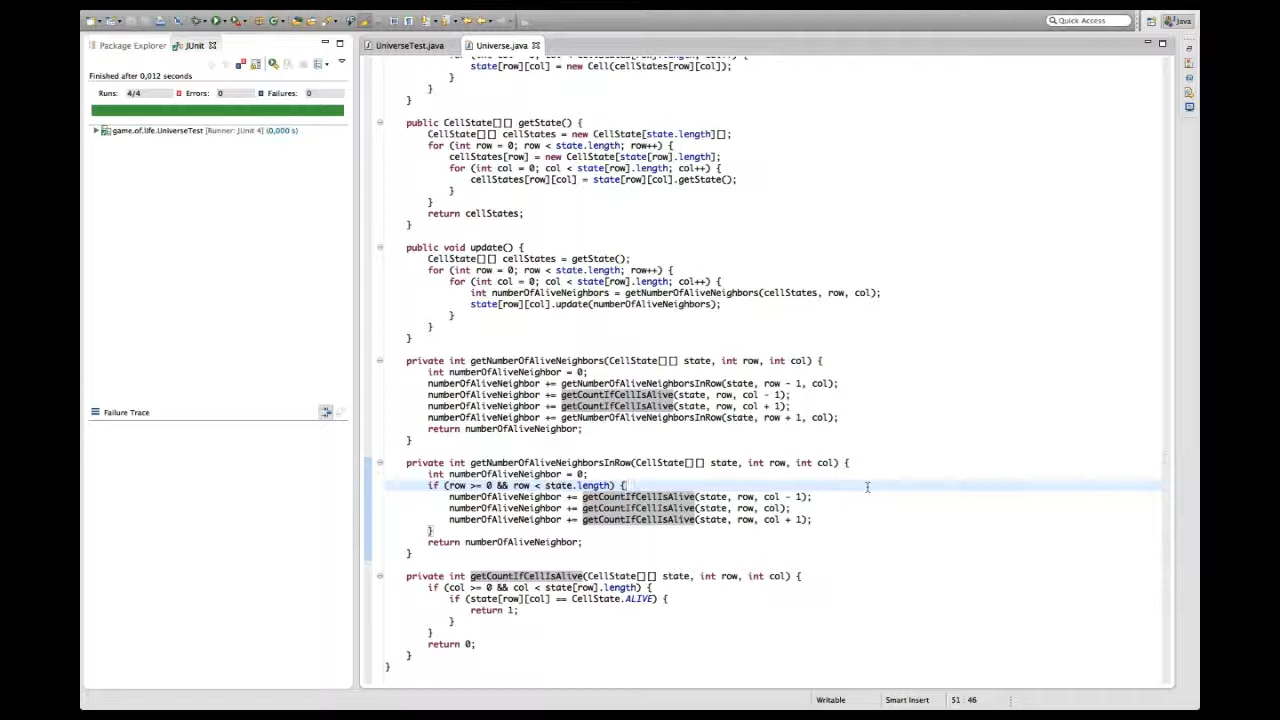 Quick Access
Java
Package Explorer
JUnit
UniverseTest.java
Universe.java
Finished after 0,012 seconds
Runs: 4/4 Errors: 0 Failures: 0
game.of.life.UniverseTest [Runner: JUnit 4] (0,000 s)
Failure Trace
state[row][col] = new Cell(cellStates[row][col]);
}
}
}
public CellState[][] getState() {
CellState[][] cellStates = new CellState[state.length][];
for (int row = 0; row < state.length; row++) {
cellStates[row] = new CellState[state[row].length];
for (int col = 0; col < state[row].length; col++) {
cellStates[row][col] = state[row][col].getState();
}
}
return cellStates;
}
public void update() {
CellState[][] cellStates = getState();
for (int row = 0; row < state.length; row++) {
for (int col = 0; col < state[row].length; col++) {
int numberOfAliveNeighbors = getNumberOfAliveNeighbors(cellStates, row, col);
state[row][col].update(numberOfAliveNeighbors);
}
}
}
private int getNumberOfAliveNeighbors(CellState[][] state, int row, int col) {
int numberOfAliveNeighbor = 0;
numberOfAliveNeighbor += getNumberOfAliveNeighborsInRow(state, row - 1, col);
numberOfAliveNeighbor += getCountIfCellIsAlive(state, row, col - 1);
numberOfAliveNeighbor += getCountIfCellIsAlive(state, row, col + 1);
numberOfAliveNeighbor += getNumberOfAliveNeighborsInRow(state, row + 1, col);
return numberOfAliveNeighbor;
}
private int getNumberOfAliveNeighborsInRow(CellState[][] state, int row, int col) {
int numberOfAliveNeighbor = 0;
if (row >= 0 && row < state.length) {
numberOfAliveNeighbor += getCountIfCellIsAlive(state, row, col - 1);
numberOfAliveNeighbor += getCountIfCellIsAlive(state, row, col);
numberOfAliveNeighbor += getCountIfCellIsAlive(state, row, col + 1);
}
return numberOfAliveNeighbor;
}
private int getCountIfCellIsAlive(CellState[][] state, int row, int col) {
if (col >= 0 && col < state[row].length) {
if (state[row][col] == CellState.ALIVE) {
return 1;
}
}
return 0;
}
}
Writable Smart Insert 51 : 46